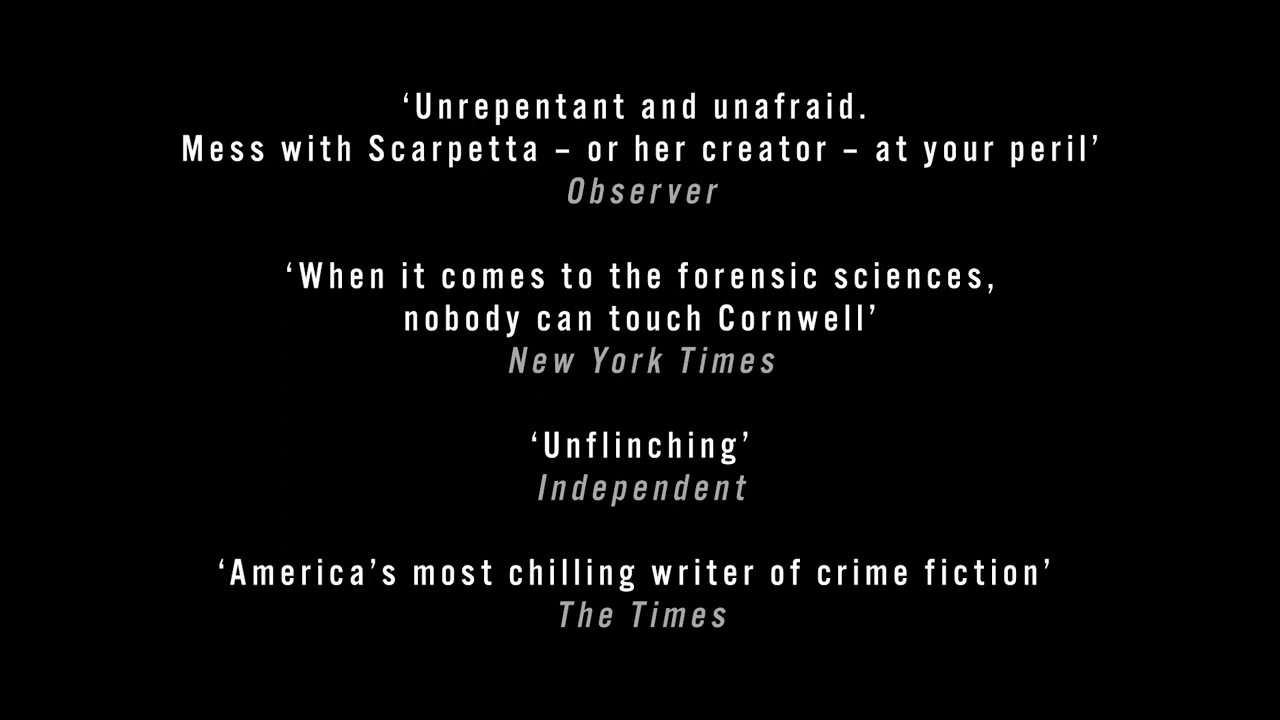 ‘Unrepentant and unafraid.
Mess with Scarpetta – or her creator – at your peril’
Observer
‘When it comes to the forensic sciences,
nobody can touch Cornwell’
New York Times
‘Unflinching’
Independent
‘America’s most chilling writer of crime fiction’
The Times